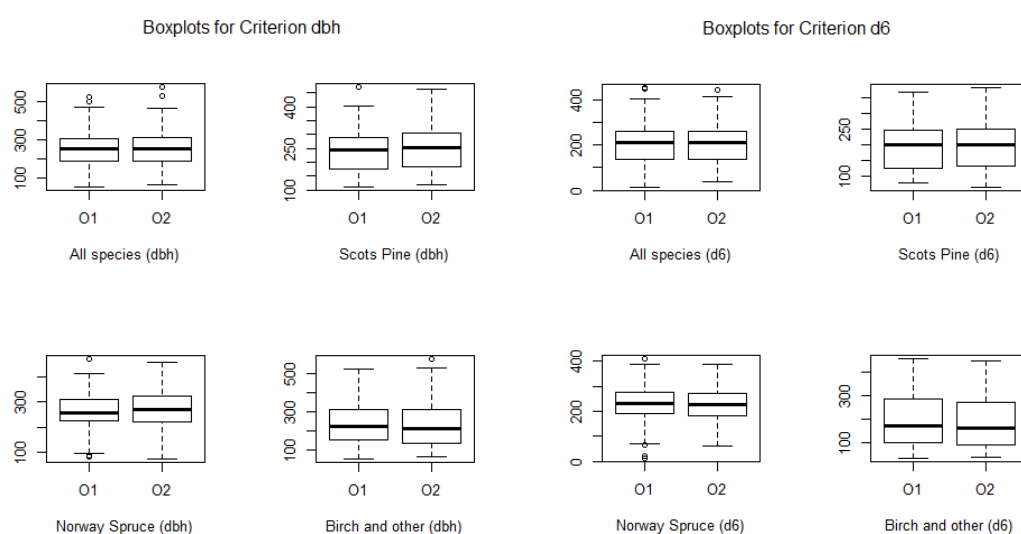 Boxplots for Criterion dbh
Boxplots for Criterion d6
100 300 500
O1 O2
All species (dbh)
100 250 400
O1 O2
Scots Pine (dbh)
0 200 400
O1 O2
All species (d6)
100 250
O1 O2
Scots Pine (d6)
100 300
O1 O2
Norway Spruce (dbh)
100 300 500
O1 O2
Birch and other (dbh)
0 200 400
O1 O2
Norway Spruce (d6)
100 300
O1 O2
Birch and other (d6)